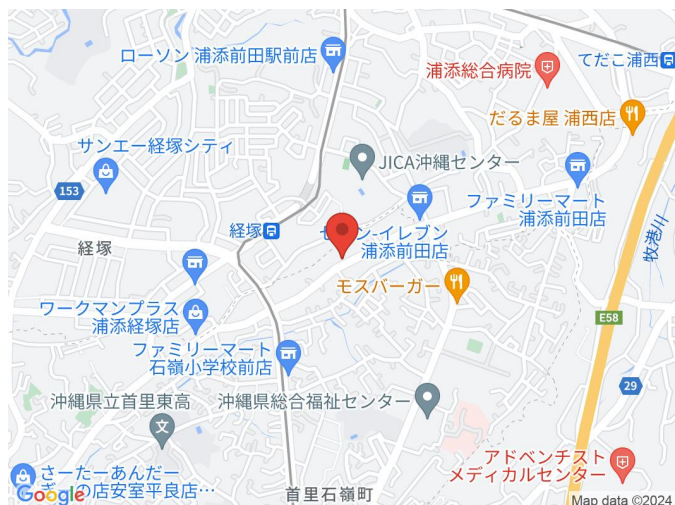 ローソン 浦添前田駅前店
浦添総合病院
てだこ浦西
だるま屋 浦西店
サンエー経塚シティ
JICA沖縄センター
153
ファミリーマート
浦添前田店
経塚
セブン-イレブン
浦添前田店
経塚
牧港川
モスバーガー
ワークマンプラス
浦添経塚店
E58
ファミリーマート
石嶺小学校前店
29
沖縄県立首里東高
沖縄県総合福祉センター
文
アドベンチスト
メディカルセンター
さーたーあんだー
の店安室平良店…
首里石嶺町
Google
Map data ©2024